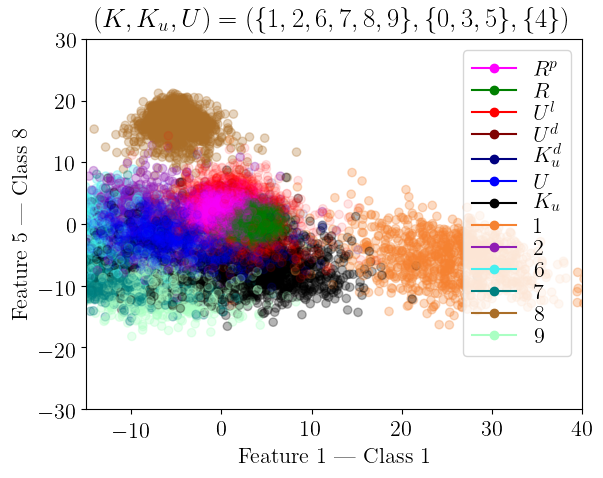 (K, K_u, U) = ({1, 2, 6, 7, 8, 9}, {0, 3, 5}, {4})
30
20
10
0
−10
−20
−30
Feature 5 — Class 8
R^p
R
U^l
U^d
K_u^d
U
K_u
1
2
6
7
8
9
−10 0 10 20 30 40
Feature 1 — Class 1